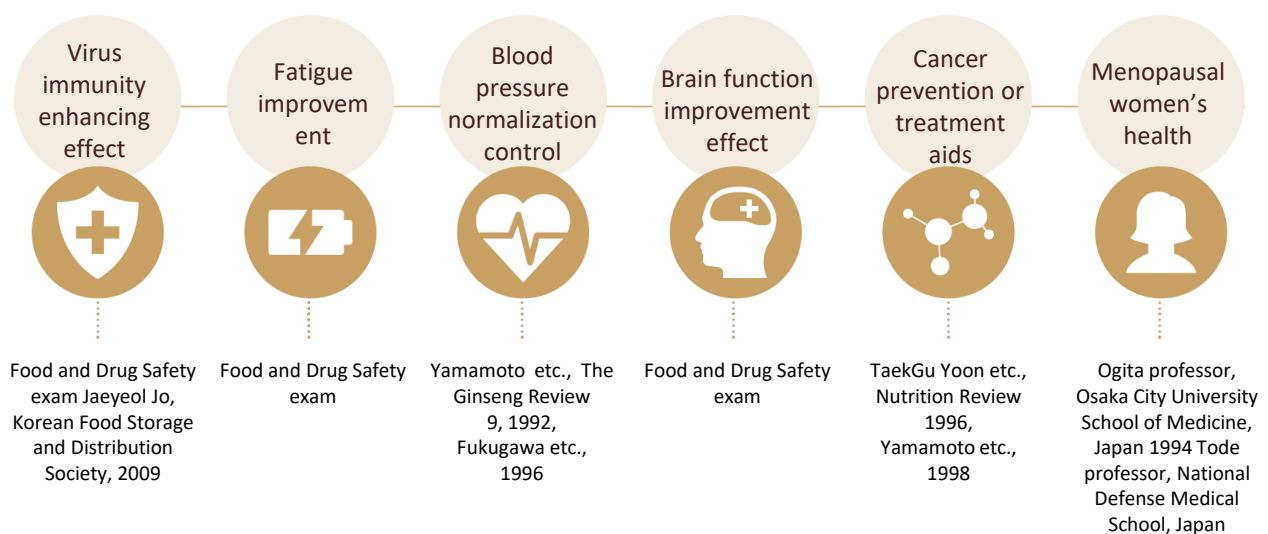 Virus
immunity
enhancing
effect
Fatigue
improvem
ent
Blood
pressure
normalization
control
Brain function
improvement
effect
Cancer
prevention or
treatment
aids
Menopausal
women's
health
Food and Drug Safety
exam Jaeyeol Jo,
Korean Food Storage
and Distribution
Society, 2009
Food and Drug Safety
exam
Yamamoto etc., The
Ginseng Review
9, 1992,
Fukugawa etc.,
1996
Food and Drug Safety
exam
TaekGu Yoon etc.,
Nutrition Review
1996,
Yamamoto etc.,
1998
Ogita professor,
Osaka City University
School of Medicine,
Japan 1994 Tode
professor, National
Defense Medical
School, Japan